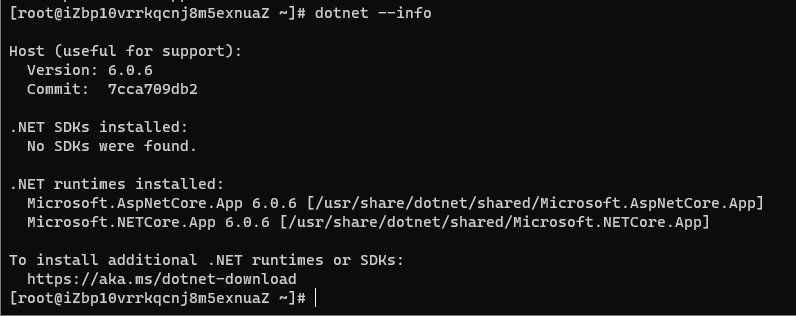 [root@iZbp10vrrkqcnj8m5exnuaZ ~]# dotnet --info
Host (useful for support):
  Version: 6.0.6
  Commit:  7cca709db2
.NET SDKs installed:
  No SDKs were found.
.NET runtimes installed:
  Microsoft.AspNetCore.App 6.0.6 [/usr/share/dotnet/shared/Microsoft.AspNetCore.App]
  Microsoft.NETCore.App 6.0.6 [/usr/share/dotnet/shared/Microsoft.NETCore.App]
To install additional .NET runtimes or SDKs:
  https://aka.ms/dotnet-download
[root@iZbp10vrrkqcnj8m5exnuaZ ~]#